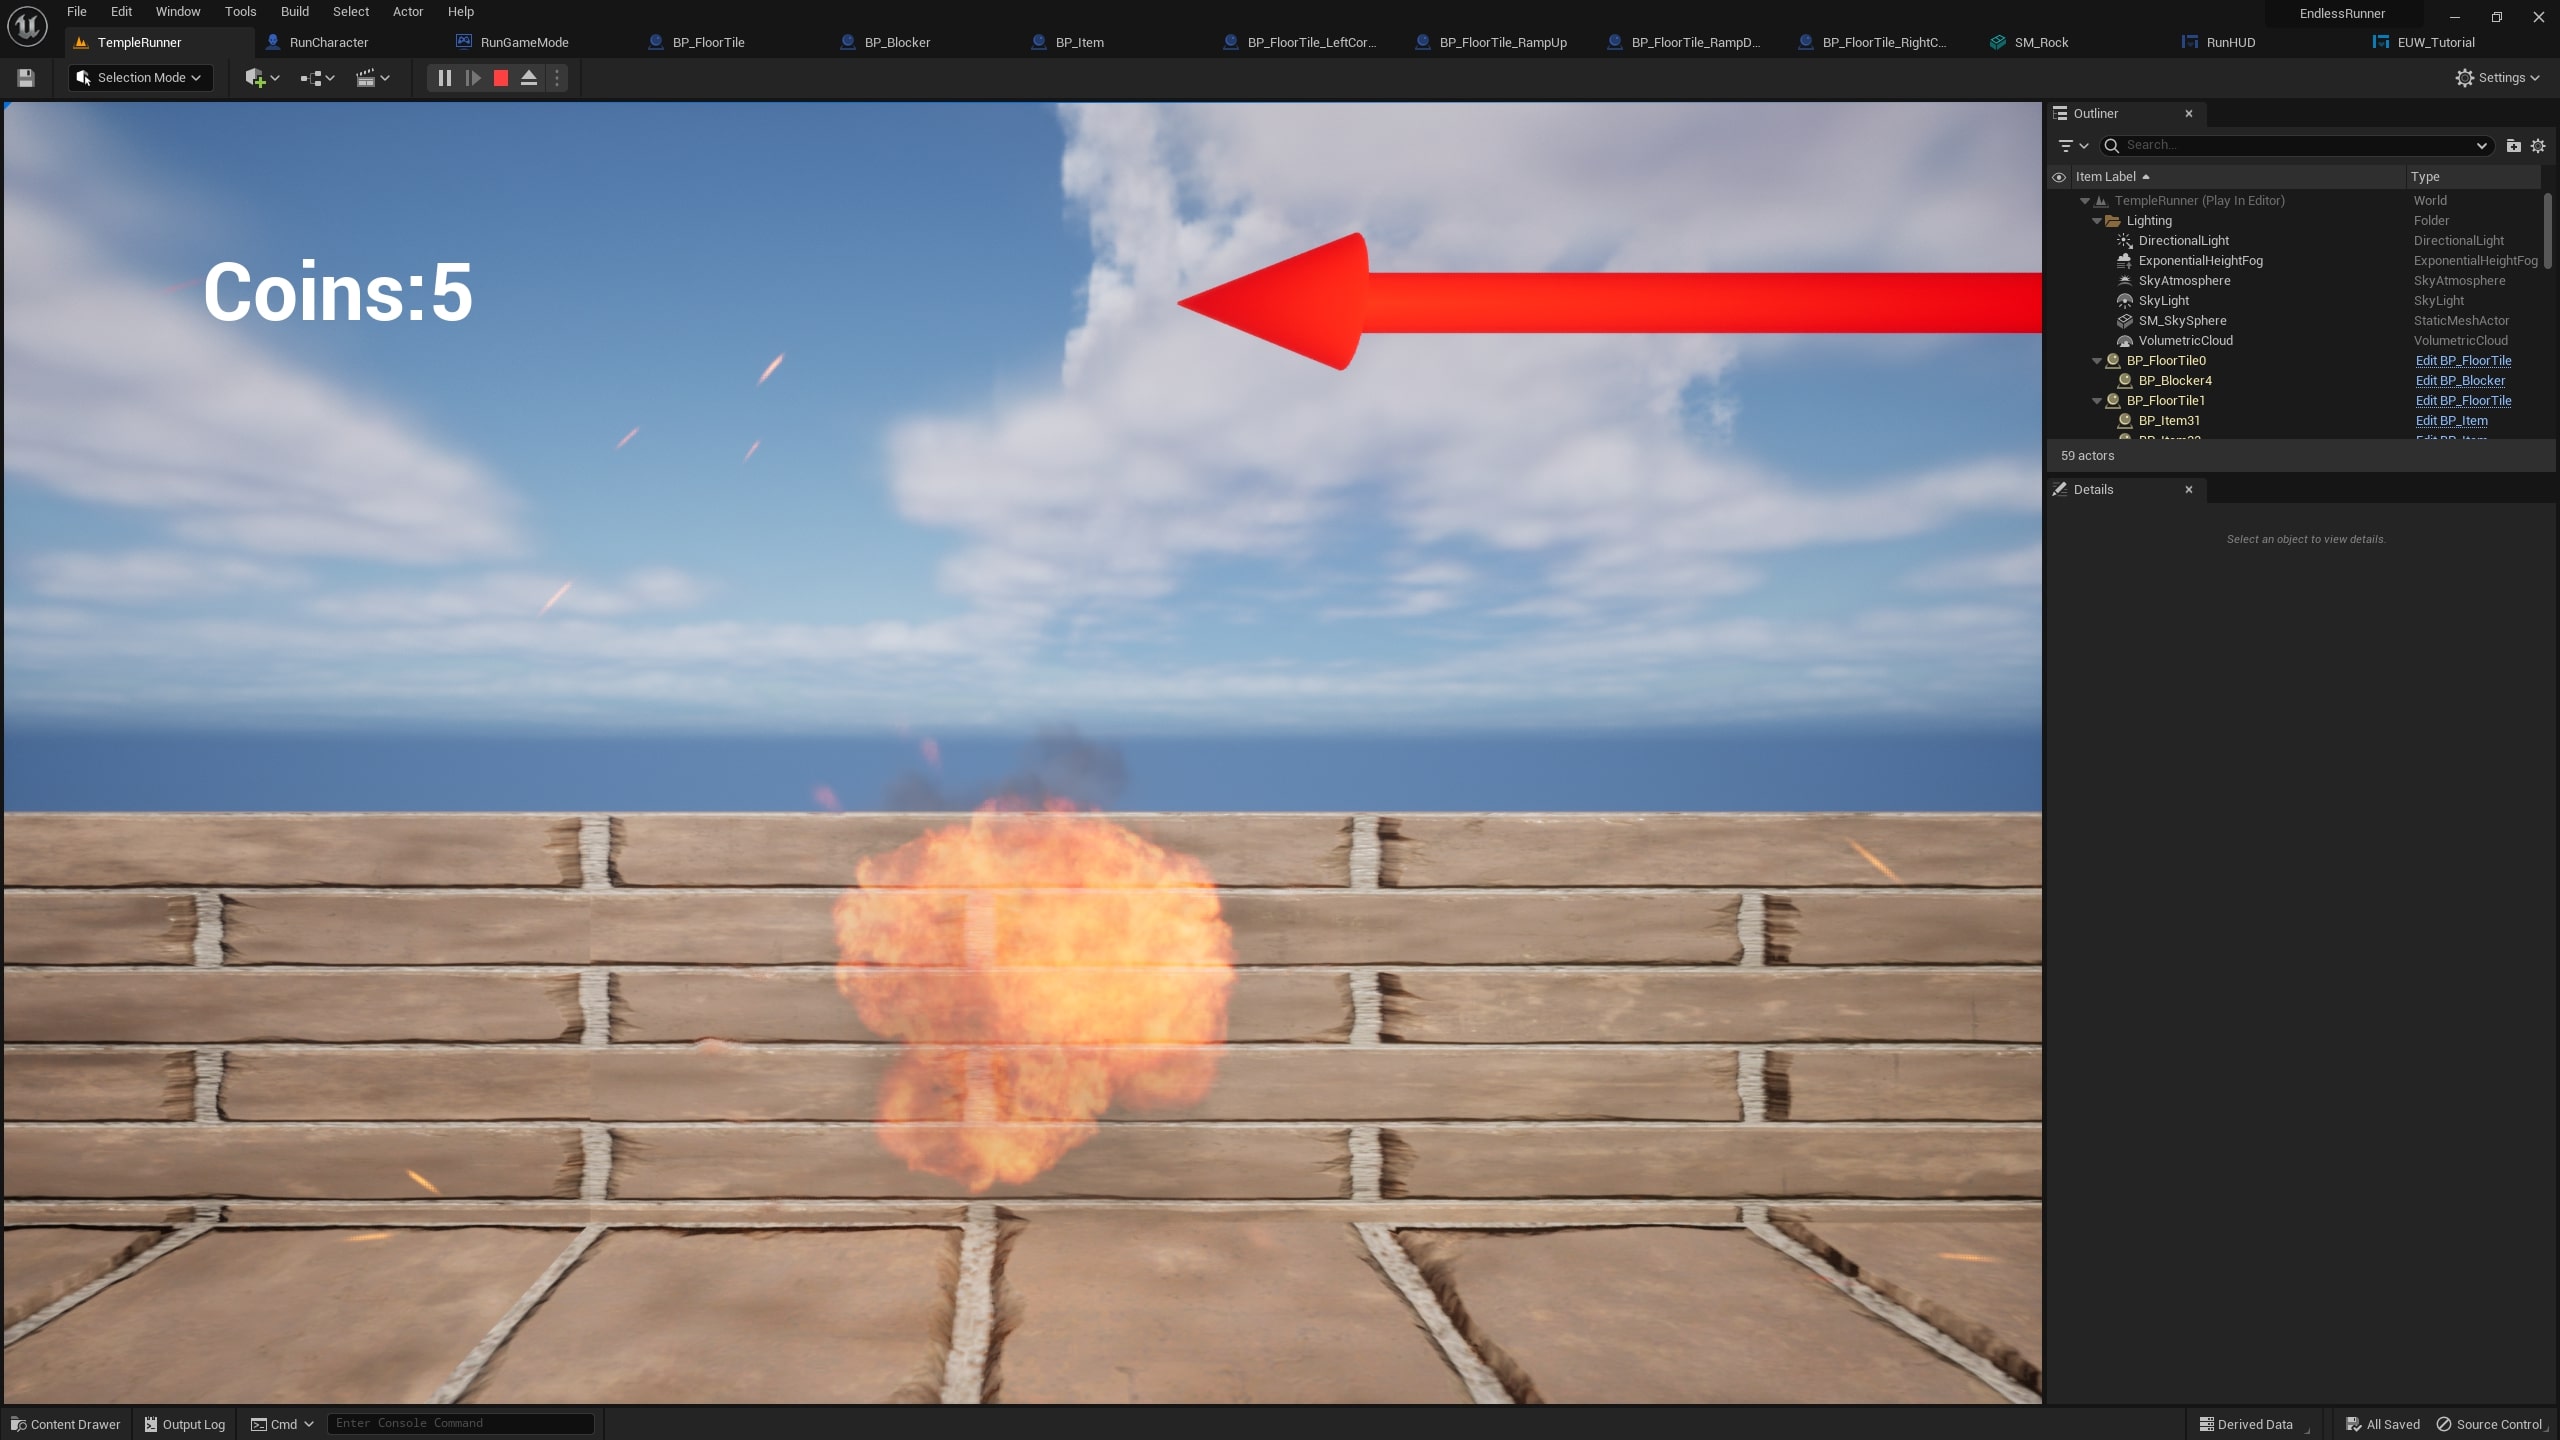 File Edit Window Tools Build Select Actor Help
EndlessRunner
TempleRunner RunCharacter RunGameMode BP_FloorTile BP_Blocker BP_Item BP_FloorTile_LeftCor... BP_FloorTile_RampUp BP_FloorTile_RampD... BP_FloorTile_RightC... SM_Rock RunHUD EUW_Tutorial
Selection Mode
Settings
Coins:5
Outliner
Search...
Item Label Type
TempleRunner (Play In Editor) World
Lighting Folder
DirectionalLight DirectionalLight
ExponentialHeightFog ExponentialHeightFog
SkyAtmosphere SkyAtmosphere
SkyLight SkyLight
SM_SkySphere StaticMeshActor
VolumetricCloud VolumetricCloud
BP_FloorTile0 Edit BP_FloorTile
BP_Blocker4 Edit BP_Blocker
BP_FloorTile1 Edit BP_FloorTile
BP_Item31 Edit BP_Item
59 actors
Details
Select an object to view details.
Content Drawer Output Log Cmd Enter Console Command
Derived Data All Saved Source Control